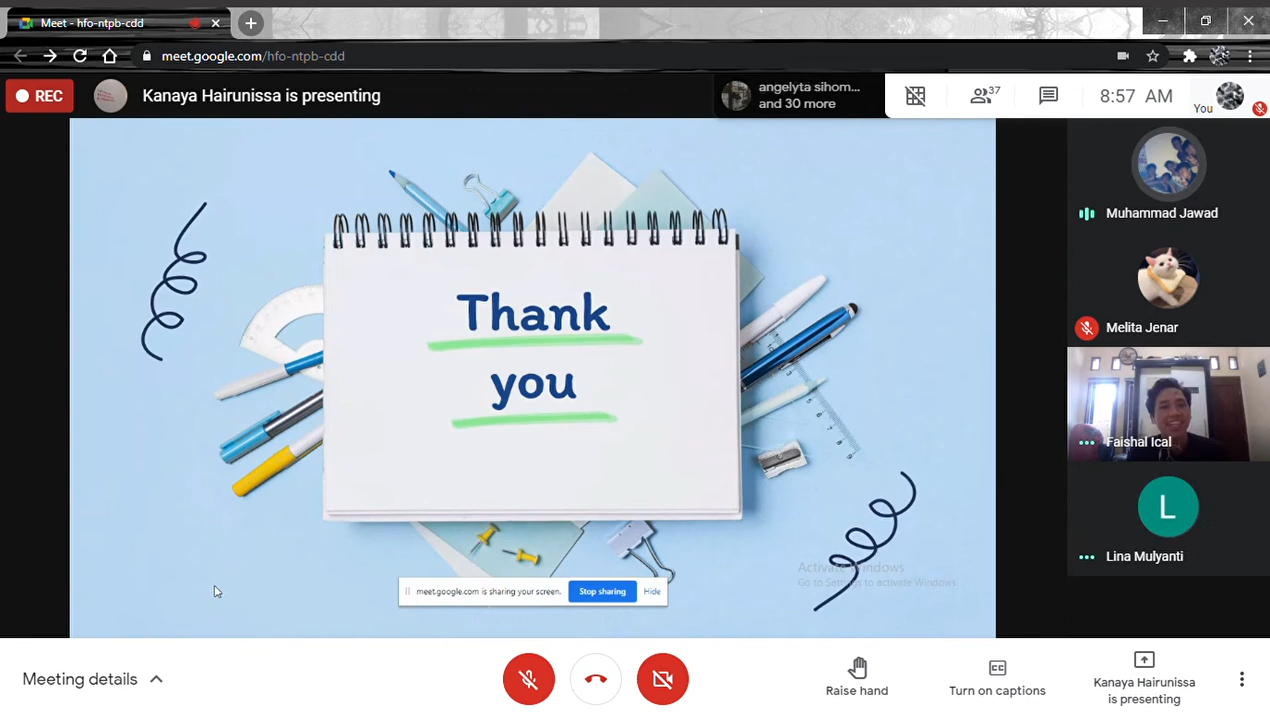 Meet - hfo-ntpb-cdd
meet.google.com/hfo-ntpb-cdd
REC
Kanaya Hairunissa is presenting
angelyta sihom...
and 30 more
37
8:57 AM
You
Muhammad Jawad
Melita Jenar
Faishal Ical
L
Lina Mulyanti
Thank
you
Activate Windows
Go to Settings to activate Windows.
meet.google.com is sharing your screen.
Stop sharing
Hide
Meeting details
Raise hand
CC
Turn on captions
Kanaya Hairunissa
is presenting